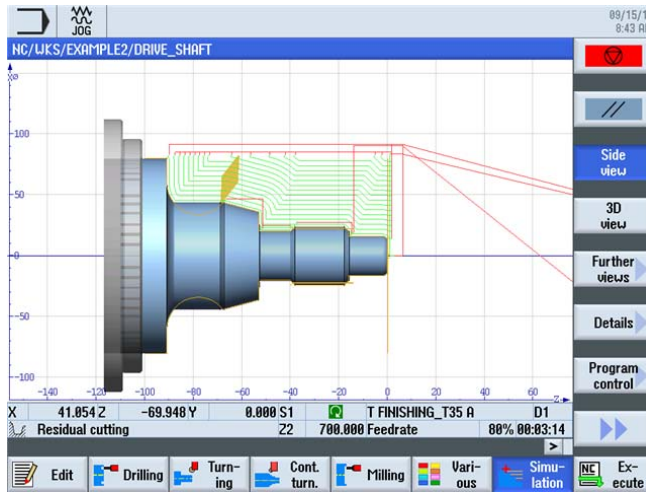 JOG
09/15/1
8:43 AM
NC/WKS/EXAMPLE2/DRIVE_SHAFT
-100
-50
-0
-50
-100
-140 -120 -100 -80 -60 -40 -20 0 20 40 60
Side view
3D view
Further views
Details
Program control
X 41.054 Z -69.948 Y 0.000 S1 T FINISHING_T35 A D1
Residual cutting Z2 700.000 Feedrate 80% 00:03:14
>
Edit
Drilling
Turn-
ing
Cont.
turn.
Milling
Vari-
ous
Simu-
lation
NC Ex-
ecute